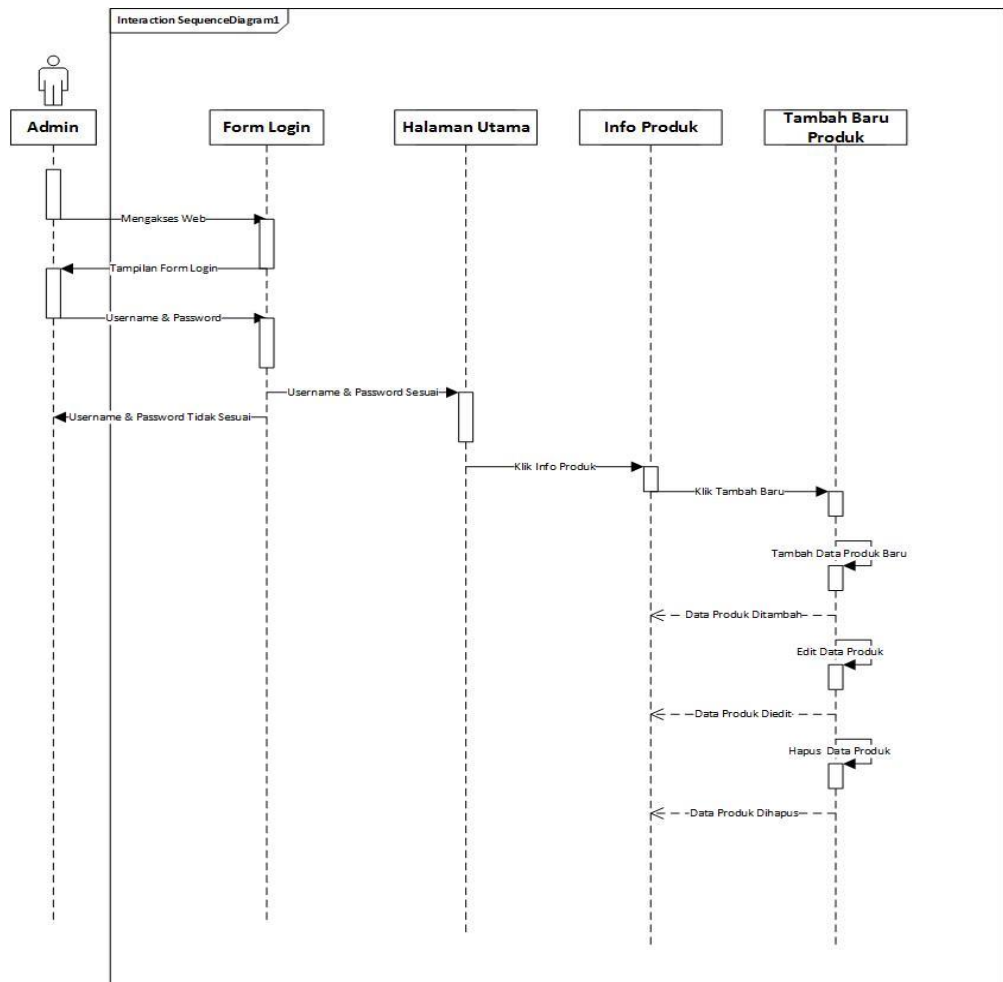 Interaction SequenceDiagram1
Admin
Form Login
Halaman Utama
Info Produk
Tambah Baru
Produk
Mengakses Web
Tampilan Form Login
Username & Password
Username & Password Sesuai
Username & Password Tidak Sesuai
Klik Info Produk
Klik Tambah Baru
Tambah Data Produk Baru
Data Produk Ditambah
Edit Data Produk
Data Produk Diedit
Hapus Data Produk
Data Produk Dihapus